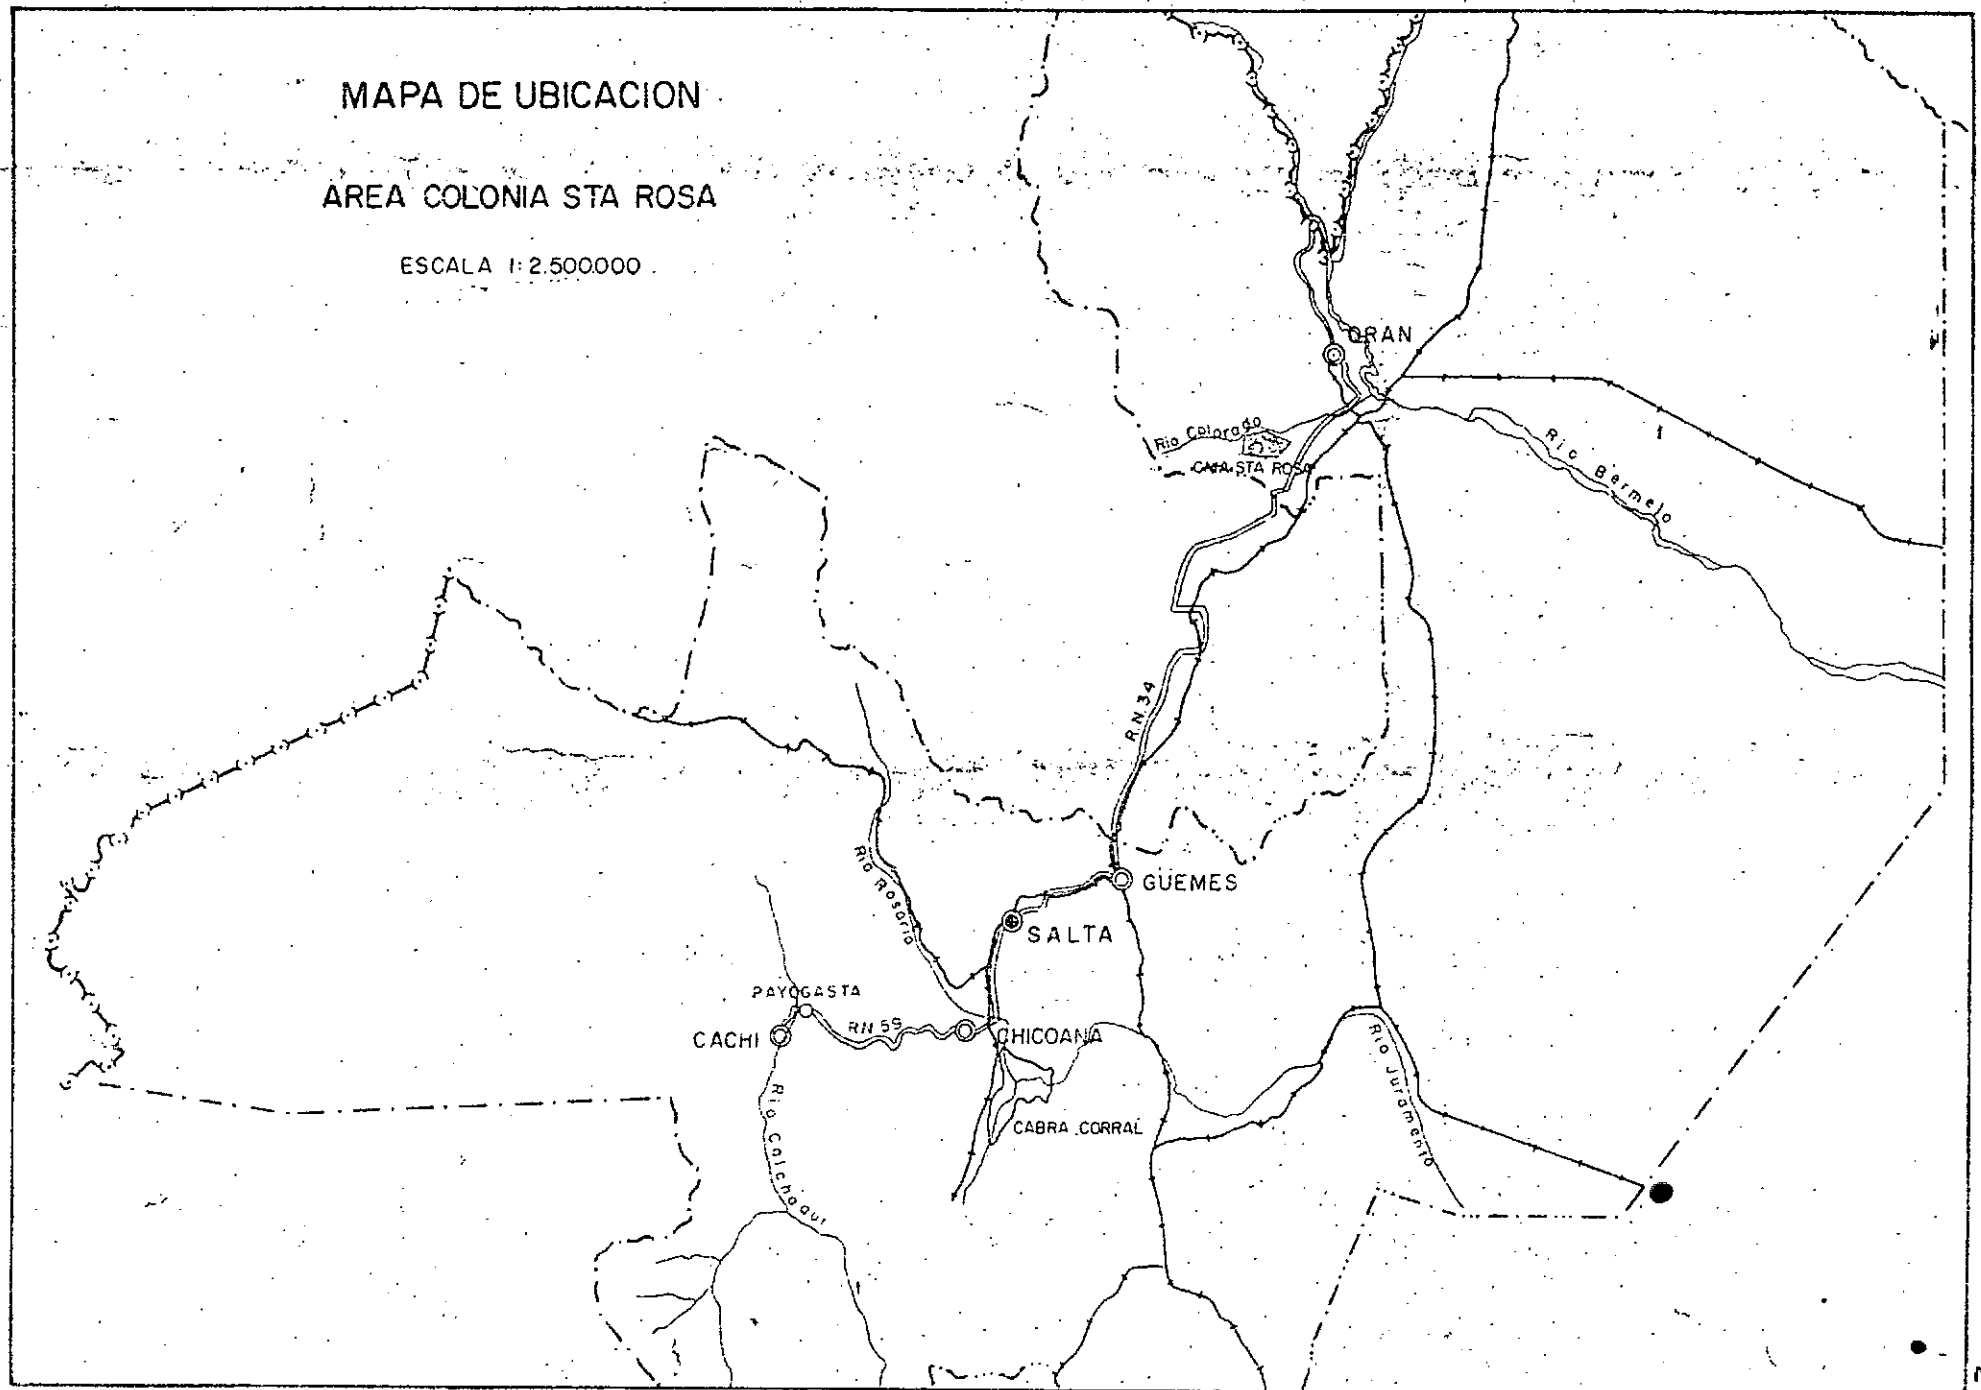 MAPA DE UBICACION
AREA COLONIA STA ROSA
ESCALA 1:2.500.000
ORAN
Rio Colorado
CNIA STA ROSA
Rio Bermejo
R.N.34
GUEMES
Rio Rosario
SALTA
PAYOGASTA
CACHI
RN 59
CHICOANA
Rio Juramento
CABRA CORRAL
Rio Calchaqui